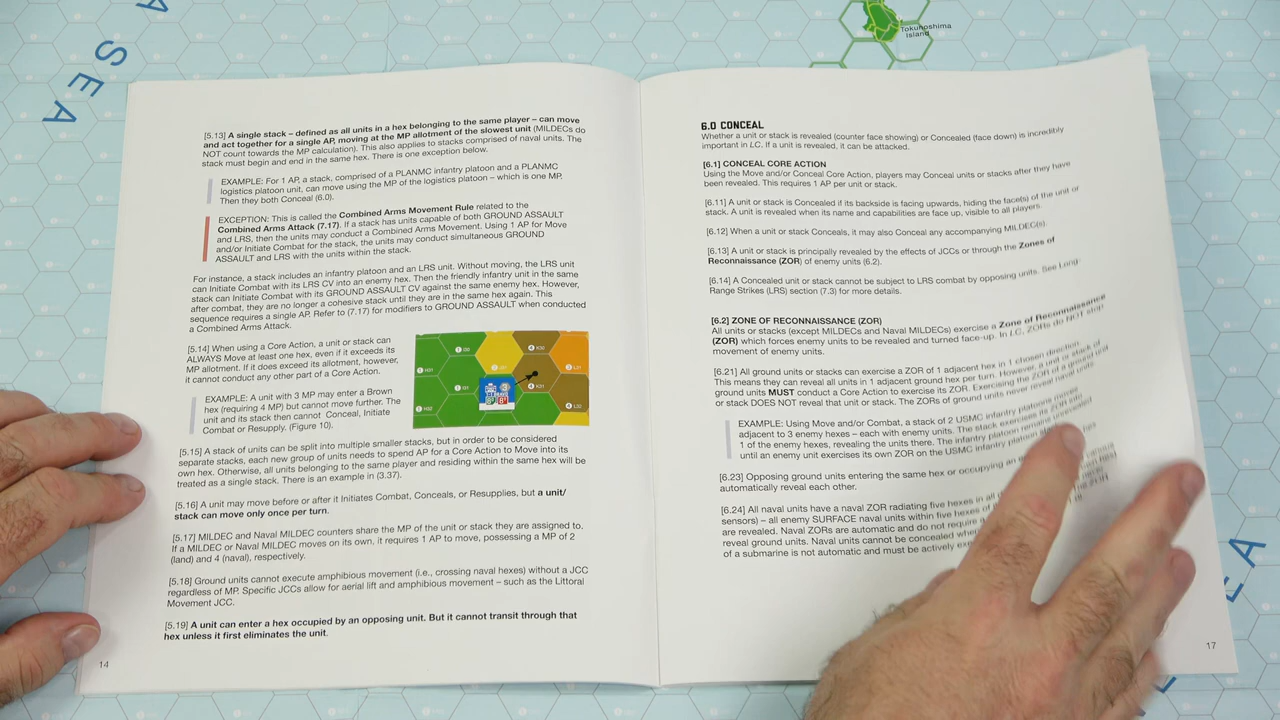 SEA
SEA
Tokunoshima
Island
[5.13] A single stack – defined as all units in a hex belonging to the same player – can move
and act together for a single AP, moving at the MP allotment of the slowest unit (MILDECs do
NOT count towards the MP calculation). This also applies to stacks comprised of naval units. The
stack must begin and end in the same hex. There is one exception below.
EXAMPLE: For 1 AP, a stack, comprised of a PLANMC infantry platoon and a PLANMC
logistics platoon unit, can move using the MP of the logistics platoon – which is one MP.
Then they both Conceal (6.0).
EXCEPTION: This is called the Combined Arms Movement Rule related to the
Combined Arms Attack (7.17). If a stack has units capable of both GROUND ASSAULT
and LRS, then the units may conduct a Combined Arms Movement. Using 1 AP for Move
and/or Initiate Combat for the stack, the units may conduct simultaneous GROUND
ASSAULT and LRS with the units within the stack.
For instance, a stack includes an infantry platoon and an LRS unit. Without moving, the LRS unit
can Initiate Combat with its LRS CV into an enemy hex. Then the friendly infantry unit in the same
stack can Initiate Combat with its GROUND ASSAULT CV against the same enemy hex. However,
after combat, they are no longer a cohesive stack until they are in the same hex again. This
sequence requires a single AP. Refer to (7.17) for modifiers to GROUND ASSAULT when conducted
a Combined Arms Attack.
[5.14] When using a Core Action, a unit or stack can
ALWAYS Move at least one hex, even if it exceeds its
MP allotment. If it does exceed its allotment, however,
it cannot conduct any other part of a Core Action.
EXAMPLE: A unit with 3 MP may enter a Brown
hex (requiring 4 MP) but cannot move further. The
unit and its stack then cannot Conceal, Initiate
Combat or Resupply. (Figure 10).
[5.15] A stack of units can be split into multiple smaller stacks, but in order to be considered
separate stacks, each new group of units needs to spend AP for a Core Action to Move into its
own hex. Otherwise, all units belonging to the same player and residing within the same hex will be
treated as a single stack. There is an example in (3.37).
[5.16] A unit may move before or after it Initiates Combat, Conceals, or Resupplies, but a unit/
stack can move only once per turn.
[5.17] MILDEC and Naval MILDEC counters share the MP of the unit or stack they are assigned to.
If a MILDEC or Naval MILDEC moves on its own, it requires 1 AP to move, possessing a MP of 2
(land) and 4 (naval), respectively.
[5.18] Ground units cannot execute amphibious movement (i.e., crossing naval hexes) without a JCC
regardless of MP. Specific JCCs allow for aerial lift and amphibious movement – such as the Littoral
Movement JCC.
[5.19] A unit can enter a hex occupied by an opposing unit. But it cannot transit through that
hex unless it first eliminates the unit.
14
6.0 CONCEAL
Whether a unit or stack is revealed (counter face showing) or Concealed (face down) is incredibly
important in LC. If a unit is revealed, it can be attacked.
[6.1] CONCEAL CORE ACTION
Using the Move and/or Conceal Core Action, players may Conceal units or stacks after they have
been revealed. This requires 1 AP per unit or stack.
[6.11] A unit or stack is Concealed if its backside is facing upwards, hiding the face(s) of the unit or
stack. A unit is revealed when its name and capabilities are face up, visible to all players.
[6.12] When a unit or stack Conceals, it may also Conceal any accompanying MILDEC(s).
[6.13] A unit or stack is principally revealed by the effects of JCCs or through the Zones of
Reconnaissance (ZOR) of enemy units (6.2).
[6.14] A Concealed unit or stack cannot be subject to LRS combat by opposing units. See Long-
Range Strikes (LRS) section (7.3) for more details.
[6.2] ZONE OF RECONNAISSANCE (ZOR)
All units or stacks (except MILDECs and Naval MILDECs) exercise a Zone of Reconnaissance
(ZOR) which forces enemy units to be revealed and turned face-up. In LC, ZORs do NOT stop
movement of enemy units.
[6.21] All ground units or stacks can exercise a ZOR of 1 adjacent hex in 1 chosen direction.
This means they can reveal all units in 1 adjacent ground hex per turn. However, a unit or stack of
ground units MUST conduct a Core Action to exercise its ZOR. Exercising the ZOR of a ground unit
or stack DOES NOT reveal that unit or stack. The ZORs of ground units never reveal naval units
EXAMPLE: Using Move and/or Combat, a stack of 2 USMC infantry platoons moves
adjacent to 3 enemy hexes – each with enemy units. The stack exercises its ZOR into
1 of the enemy hexes, revealing the units there. The infantry platoon remains unrevealed
until an enemy unit exercises its own ZOR on the USMC infantry platoon
[6.23] Opposing ground units entering the same hex or occupying an
automatically reveal each other.
[6.24] All naval units have a naval ZOR radiating five hexes in all
sensors) – all enemy SURFACE naval units within five hexes of
are revealed. Naval ZORs are automatic and do not require
reveal ground units. Naval units cannot be concealed when
of a submarine is not automatic and must be actively
17